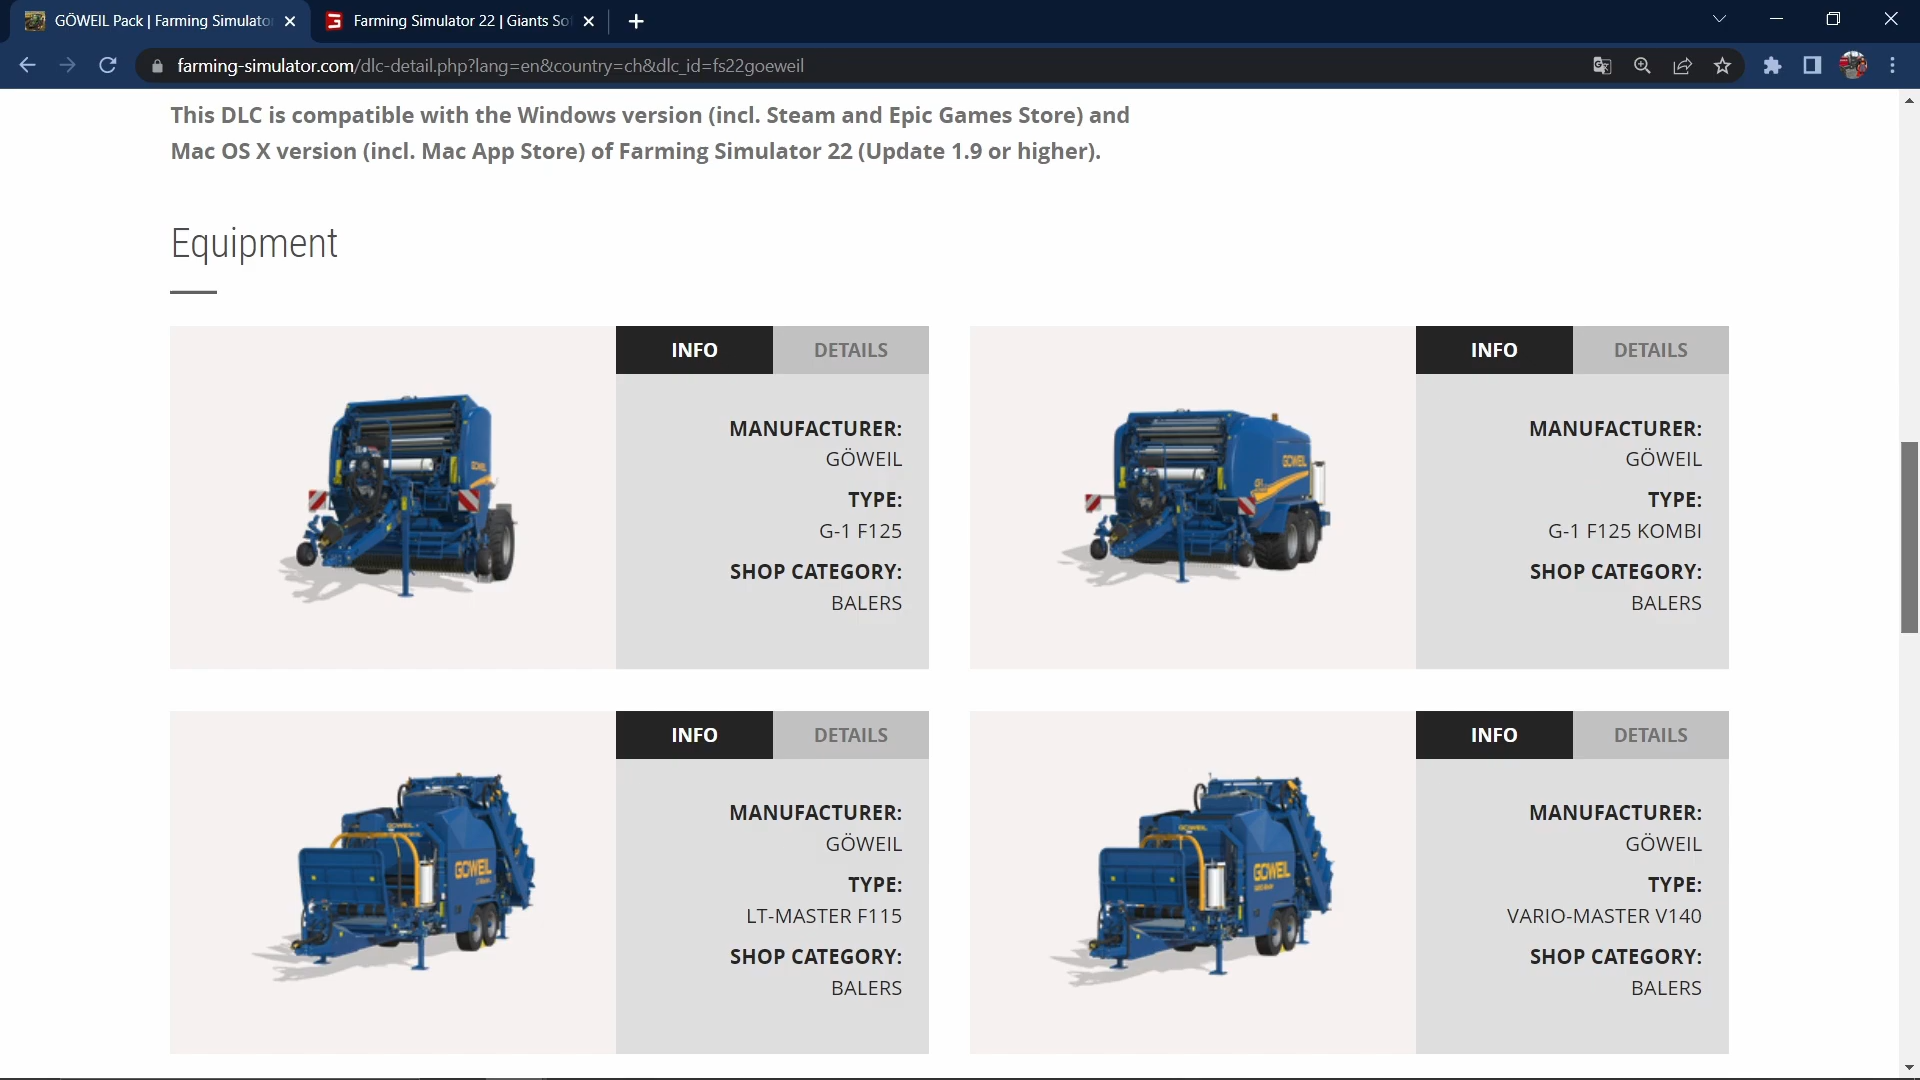 GÖWEIL Pack | Farming Simulator
Farming Simulator 22 | Giants So
farming-simulator.com/dlc-detail.php?lang=en&country=ch&dlc_id=fs22goeweil
This DLC is compatible with the Windows version (incl. Steam and Epic Games Store) and
Mac OS X version (incl. Mac App Store) of Farming Simulator 22 (Update 1.9 or higher).
Equipment
INFO
DETAILS
MANUFACTURER:
GÖWEIL
TYPE:
G-1 F125
SHOP CATEGORY:
BALERS
INFO
DETAILS
GÖWEIL
MANUFACTURER:
GÖWEIL
TYPE:
G-1 F125 KOMBI
SHOP CATEGORY:
BALERS
INFO
DETAILS
GÖWEIL
MANUFACTURER:
GÖWEIL
TYPE:
LT-MASTER F115
SHOP CATEGORY:
BALERS
INFO
DETAILS
GÖWEIL
MANUFACTURER:
GÖWEIL
TYPE:
VARIO-MASTER V140
SHOP CATEGORY:
BALERS